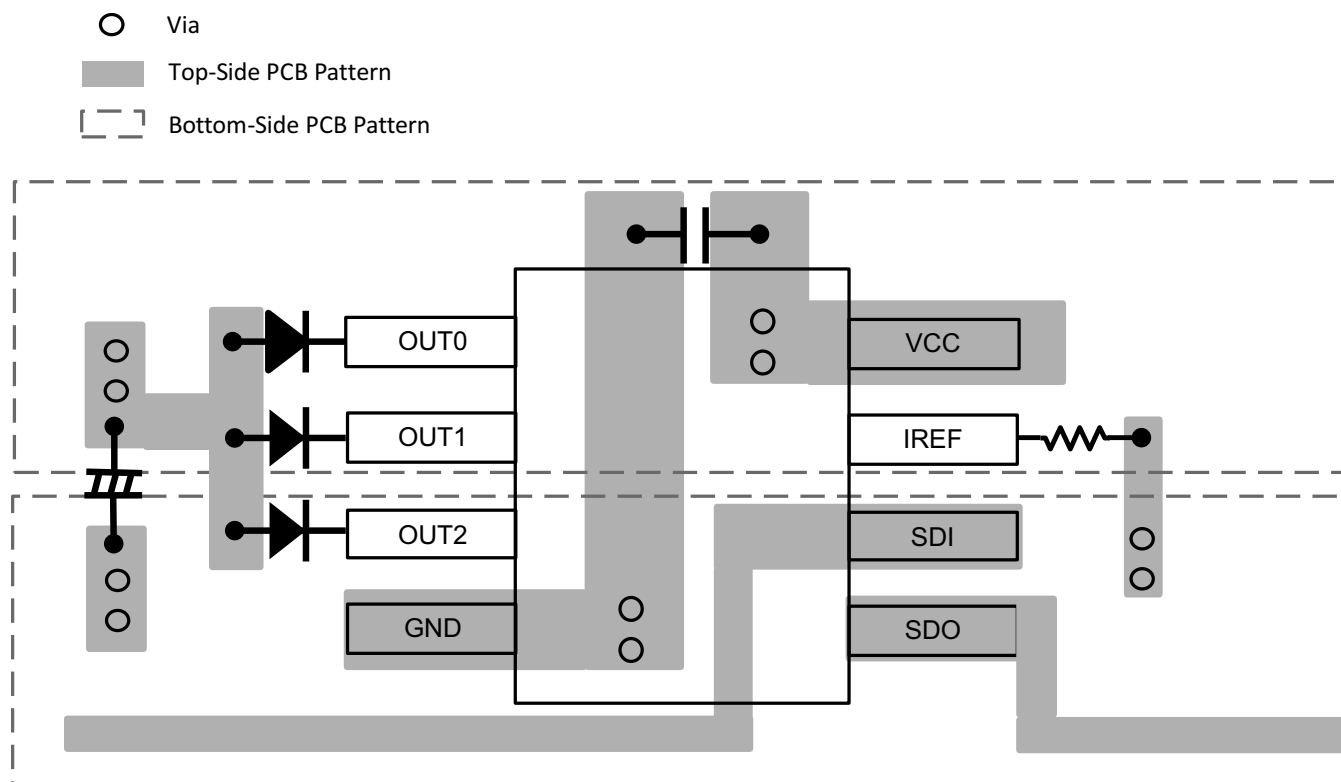 Via
Top-Side PCB Pattern
Bottom-Side PCB Pattern
OUT0
VCC
OUT1
IREF
OUT2
SDI
GND
SDO